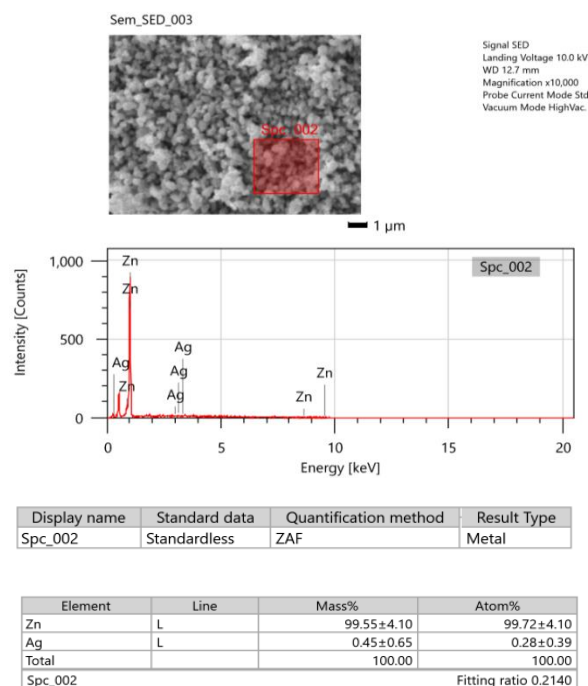 Sem_SED_003
Signal SED
Landing Voltage 10.0 kV
WD 12.7 mm
Magnification x10,000
Probe Current Mode Std
Vacuum Mode HighVac.
Spc_002
1 µm
Intensity [Counts]
1,000
500
0
Zn
Zn
Ag
Zn
Ag
Ag
Ag
Zn
Zn
Spc_002
0 5 10 15 20
Energy [keV]
Display name Standard data Quantification method Result Type
Spc_002 Standardless ZAF Metal
Element Line Mass% Atom%
Zn L 99.55±4.10 99.72±4.10
Ag L 0.45±0.65 0.28±0.39
Total 100.00 100.00
Spc_002 Fitting ratio 0.2140